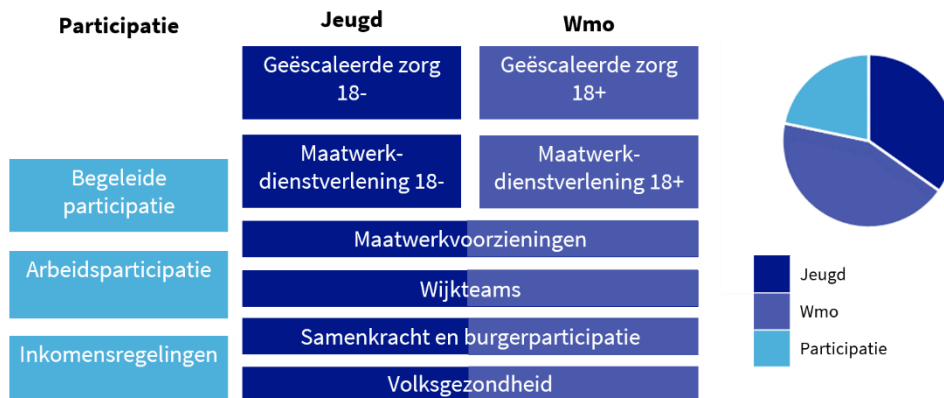 Participatie
Jeugd
Wmo
Geëscaleerde zorg
18-
Geëscaleerde zorg
18+
Maatwerk-
dienstverlening 18-
Maatwerk-
dienstverlening 18+
Begeleide
participatie
Maatwerkvoorzieningen
Arbeidsparticipatie
Wijkteams
Samenkracht en burgerparticipatie
Inkomensregelingen
Volksgezondheid
Jeugd
Wmo
Participatie